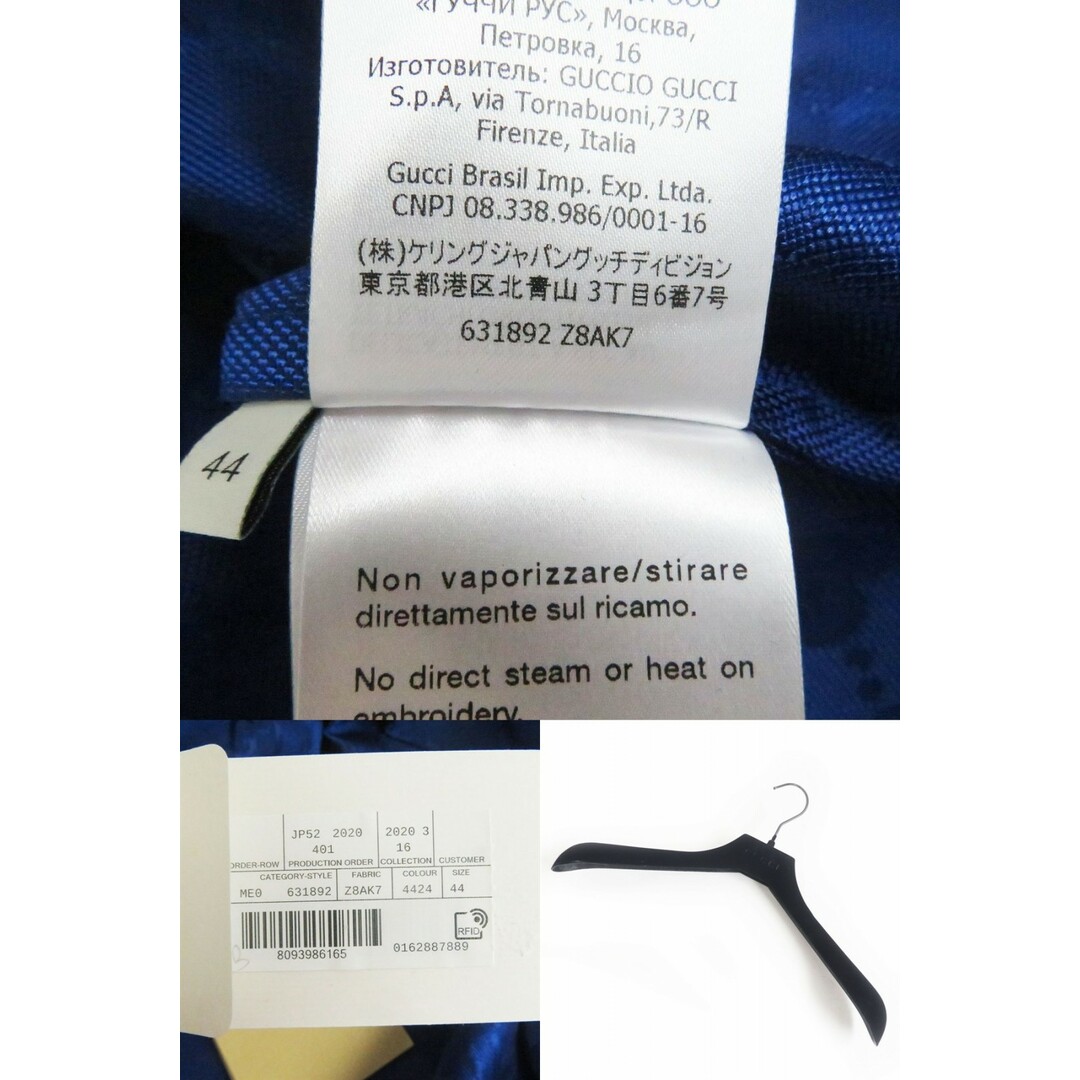 ООО
«ГУЧЧИ РУС», Москва,
Петровка, 16
Изготовитель: GUCCIO GUCCI
S.p.A, via Tornabuoni,73/R
Firenze, Italia
Gucci Brasil Imp. Exp. Ltda.
CNPJ 08.338.986/0001-16
(株)ケリングジャパングッチディビジョン
東京都港区北青山 3丁目6番7号
631892 Z8AK7
44
Non vaporizzare/stirare
direttamente sul ricamo.
No direct steam or heat on
embroidery.
JP52 2020 2020 3
401 16
ORDER-ROW PRODUCTION ORDER COLLECTION CUSTOMER
CATEGORY-STYLE FABRIC COLOUR SIZE
ME0 631892 Z8AK7 4424 44
RFID
8093986165 0162887889